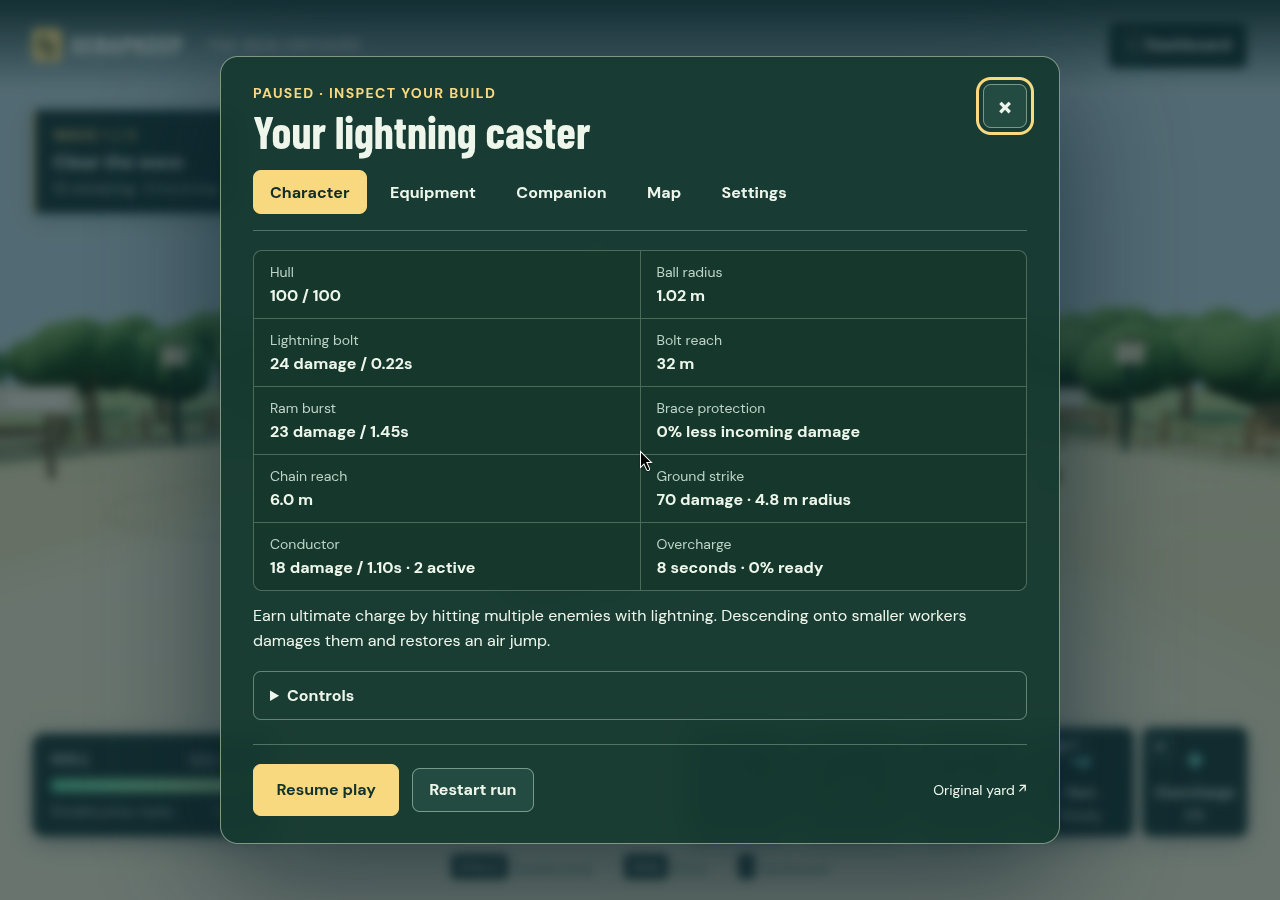 PAUSED · INSPECT YOUR BUILD
Your lightning caster
×
Character Equipment Companion Map Settings
Hull
100 / 100
Ball radius
1.02 m
Lightning bolt
24 damage / 0.22s
Bolt reach
32 m
Ram burst
23 damage / 1.45s
Brace protection
0% less incoming damage
Chain reach
6.0 m
Ground strike
70 damage · 4.8 m radius
Conductor
18 damage / 1.10s · 2 active
Overcharge
8 seconds · 0% ready
Earn ultimate charge by hitting multiple enemies with lightning. Descending onto smaller workers
damages them and restores an air jump.
Controls
Resume play
Restart run
Original yard ↗